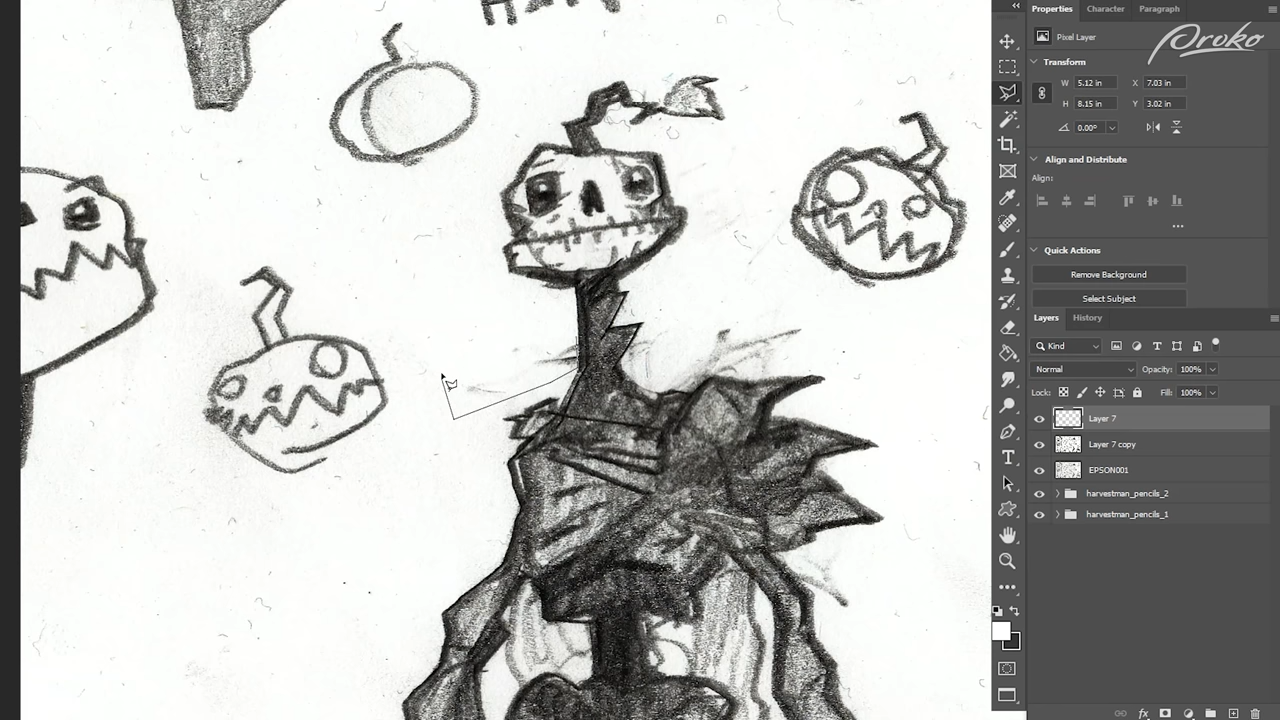 Properties Character Paragraph
Pixel Layer
Proko
Transform
W 5.12 in X 7.03 in
H 8.15 in Y 3.02 in
0.00°
Align and Distribute
Align:
Quick Actions
Remove Background
Select Subject
Layers History
Kind
Normal Opacity: 100%
Lock: Fill: 100%
Layer 7
Layer 7 copy
EPSON001
harvestman_pencils_2
harvestman_pencils_1
fx